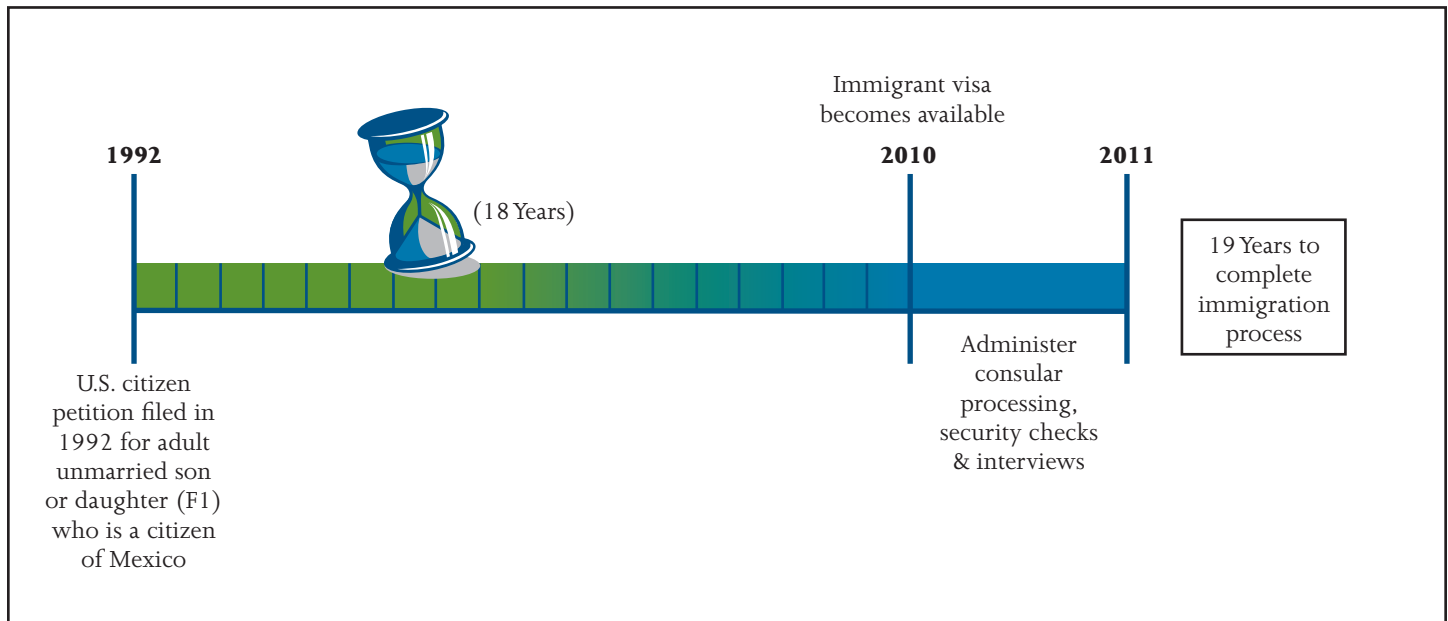 Immigrant visa
becomes available
1992
2010
2011
(18 Years)
19 Years to
complete
immigration
process
U.S. citizen
petition filed in
1992 for adult
unmarried son
or daughter (F1)
who is a citizen
of Mexico
Administer
consular
processing,
security checks
& interviews